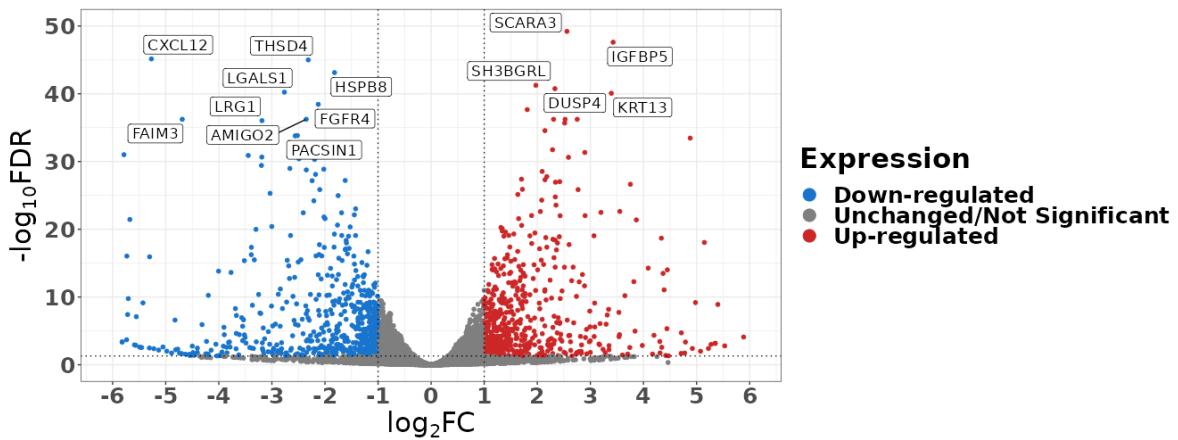 50
40
30
20
10
0
-log10FDR
SCARA3
CXCL12
THSD4
IGFBP5
SH3BGRL
LGALS1
HSPB8
DUSP4
KRT13
LRG1
FGFR4
FAIM3
AMIGO2
PACSIN1
-6 -5 -4 -3 -2 -1 0 1 2 3 4 5 6
log2FC
Expression
Down-regulated
Unchanged/Not Significant
Up-regulated